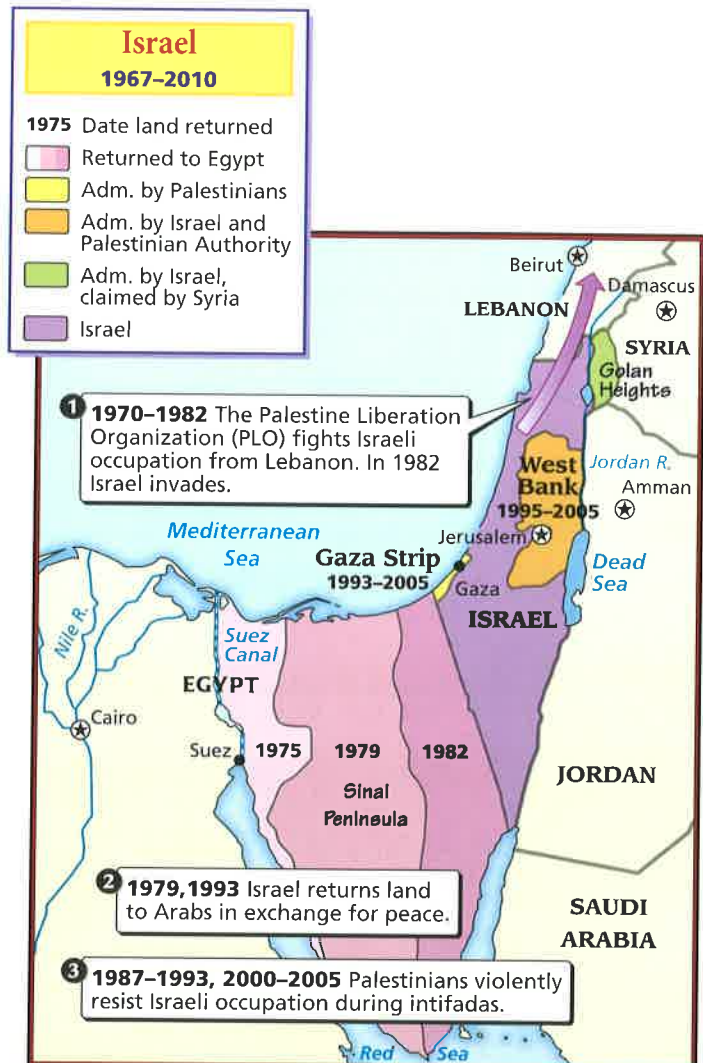 Israel
1967–2010
1975 Date land returned
Returned to Egypt
Adm. by Palestinians
Adm. by Israel and
Palestinian Authority
Adm. by Israel,
claimed by Syria
Israel
Beirut
Damascus
LEBANON
SYRIA
Golan
Heights
1 1970–1982 The Palestine Liberation
Organization (PLO) fights Israeli
occupation from Lebanon. In 1982
Israel invades.
West
Bank
1995–2005
Jordan R.
Amman
Jerusalem
Mediterranean
Sea
Gaza Strip
1993–2005
Gaza
Dead
Sea
ISRAEL
Nile R.
Suez
Canal
EGYPT
Cairo
Suez
1975
1979
1982
Sinai
Peninsula
JORDAN
2 1979,1993 Israel returns land
to Arabs in exchange for peace.
SAUDI
ARABIA
3 1987–1993, 2000–2005 Palestinians violently
resist Israeli occupation during intifadas.
Red Sea